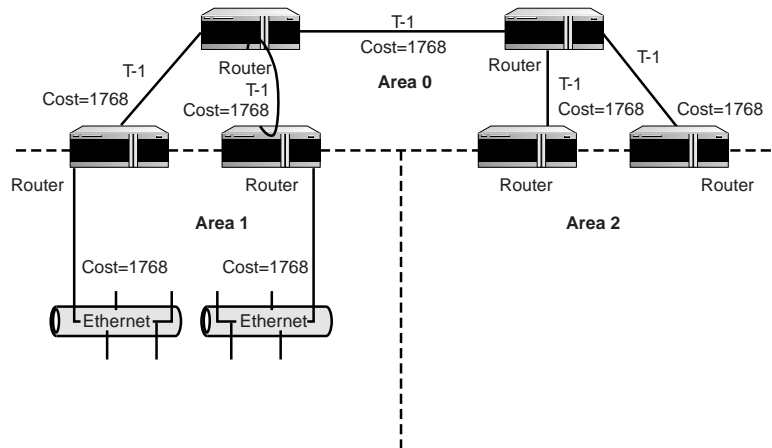 T-1
Cost=1768
Router
Router
T-1
Cost=1768
T-1
Cost=1768
Area 0
T-1
Cost=1768
T-1
Cost=1768
Router
Router
Router
Router
Area 1
Area 2
Cost=1768
Cost=1768
Ethernet
Ethernet